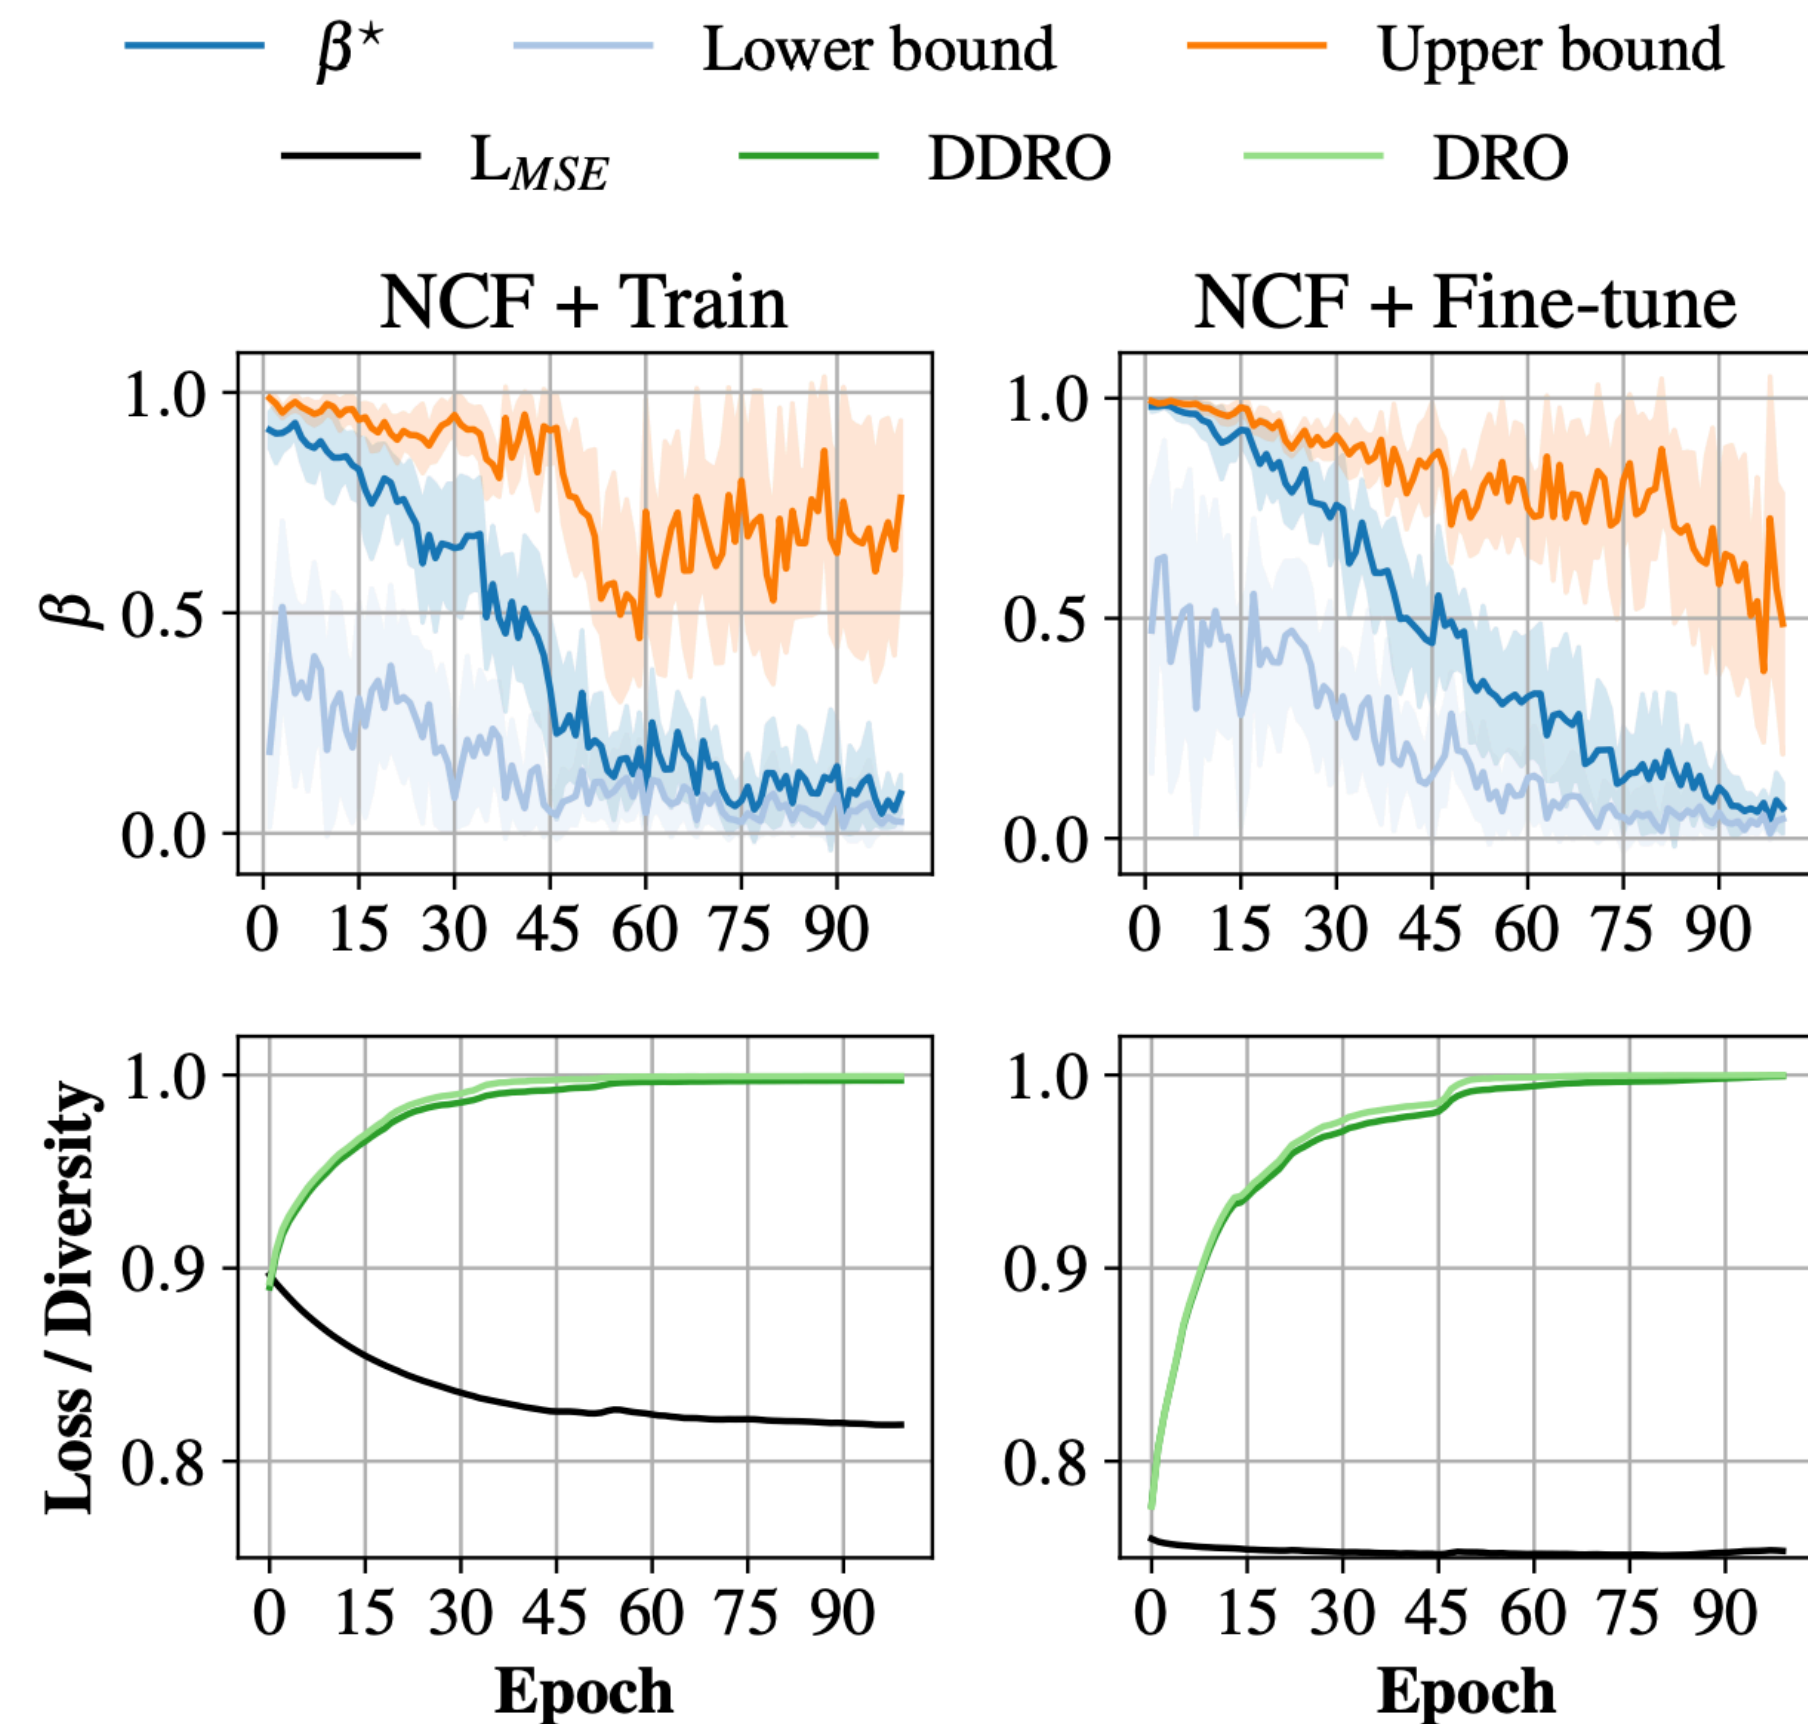 β* Lower bound Upper bound
L_MSE DDRO DRO
NCF + Train NCF + Fine-tune
β
1.0
0.5
0.0
0 15 30 45 60 75 90
1.0
0.5
0.0
0 15 30 45 60 75 90
Loss / Diversity
1.0
0.9
0.8
0 15 30 45 60 75 90
Epoch
1.0
0.9
0.8
0 15 30 45 60 75 90
Epoch